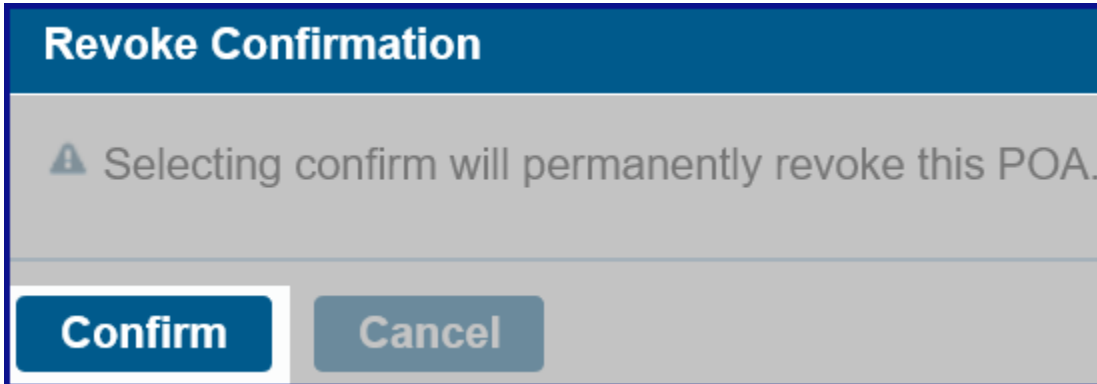 Revoke Confirmation
Selecting confirm will permanently revoke this POA.
Confirm Cancel